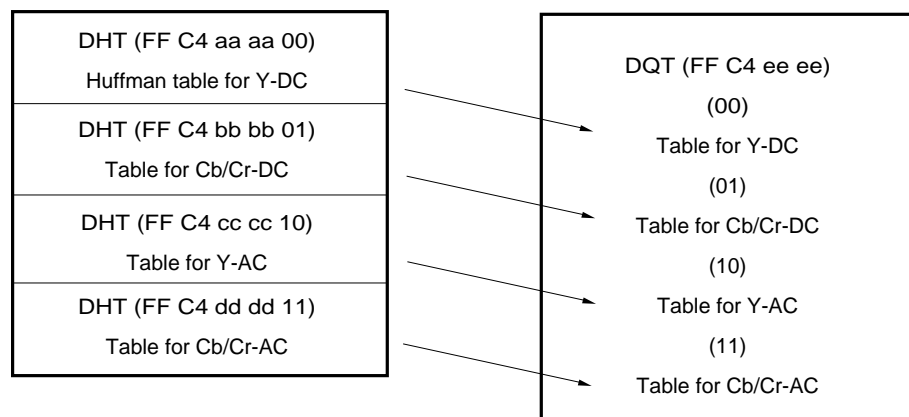 DHT (FF C4 aa aa 00)
Huffman table for Y-DC
DHT (FF C4 bb bb 01)
Table for Cb/Cr-DC
DHT (FF C4 cc cc 10)
Table for Y-AC
DHT (FF C4 dd dd 11)
Table for Cb/Cr-AC
DQT (FF C4 ee ee)
(00)
Table for Y-DC
(01)
Table for Cb/Cr-DC
(10)
Table for Y-AC
(11)
Table for Cb/Cr-AC